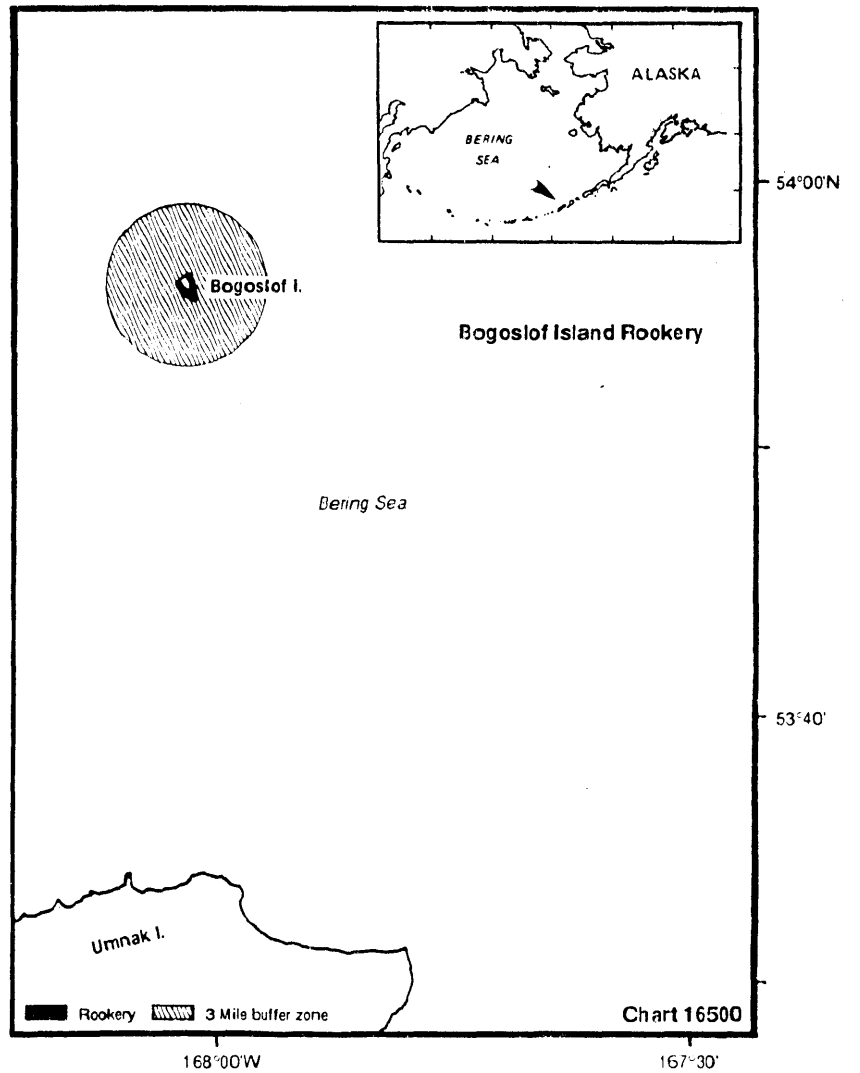 ALASKA
BERING
SEA
54°00'N
Bogoslof I.
Bogoslof Island Rookery
Bering Sea
53°40'
Umnak I.
Rookery 3 Mile buffer zone
Chart 16500
168°00'W 167°30'